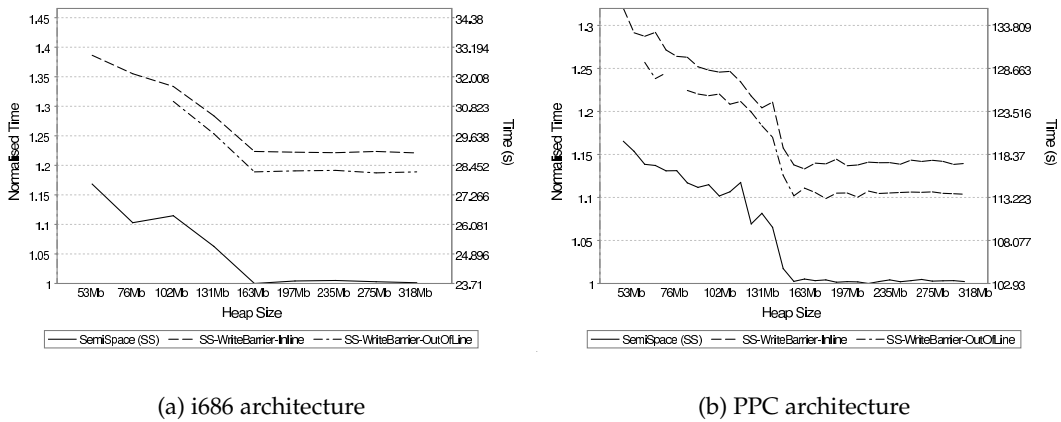 1.45
1.4
1.35
1.3
1.25
1.2
1.15
1.1
1.05
1
Normalised Time
34.38
33.194
32.008
30.823
29.638
28.452
27.266
26.081
24.896
23.71
Time (s)
53Mb 76Mb 102Mb 131Mb 163Mb 197Mb 235Mb 275Mb 318Mb
Heap Size
SemiSpace (SS) SS-WriteBarrier-Inline SS-WriteBarrier-OutOfLine
(a) i686 architecture
1.3
1.25
1.2
1.15
1.1
1.05
1
Normalised Time
133.809
128.663
123.516
118.37
113.223
108.077
102.93
Time (s)
53Mb 76Mb 102Mb 131Mb 163Mb 197Mb 235Mb 275Mb 318Mb
Heap Size
SemiSpace (SS) SS-WriteBarrier-Inline SS-WriteBarrier-OutOfLine
(b) PPC architecture